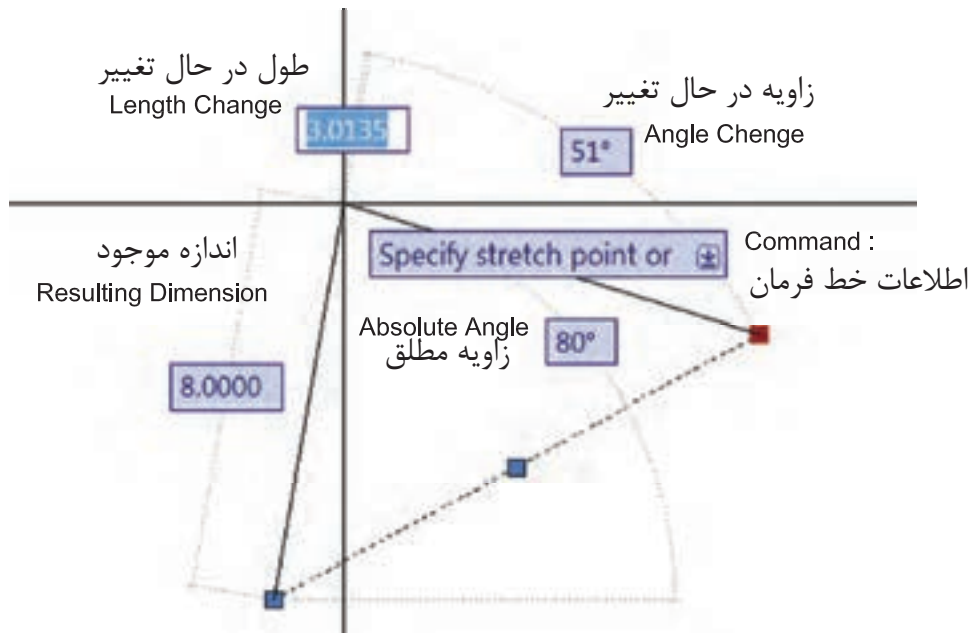 طول در حال تغییر
Length Change
3.0135
زاویه در حال تغییر
Angle Chenge
51°
اندازه موجود
Resulting Dimension
Specify stretch point or
Command :
اطلاعات خط فرمان
Absolute Angle
زاویه مطلق
80°
8.0000